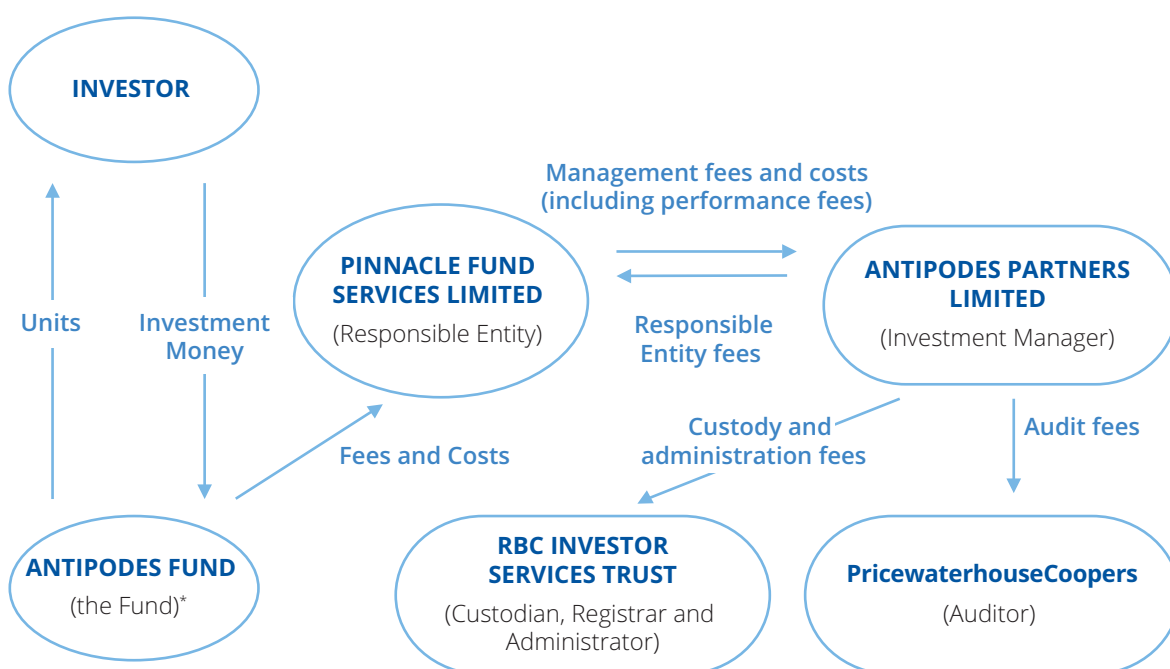 INVESTOR
Management fees and costs
(including performance fees)
PINNACLE FUND
SERVICES LIMITED
(Responsible Entity)
ANTIPODES PARTNERS
LIMITED
(Investment Manager)
Units
Investment
Money
Responsible
Entity fees
Fees and Costs
Custody and
administration fees
Audit fees
ANTIPODES FUND
(the Fund)*
RBC INVESTOR
SERVICES TRUST
(Custodian, Registrar and
Administrator)
PricewaterhouseCoopers
(Auditor)